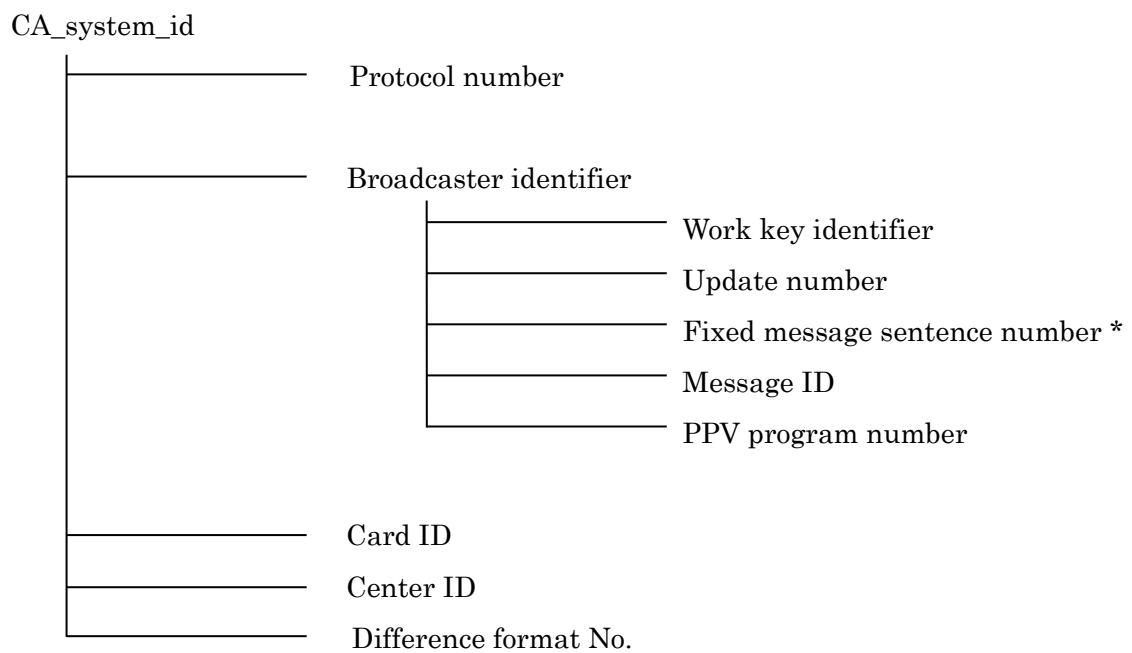 CA_system_id
Protocol number
Broadcaster identifier
Work key identifier
Update number
Fixed message sentence number *
Message ID
PPV program number
Card ID
Center ID
Difference format No.